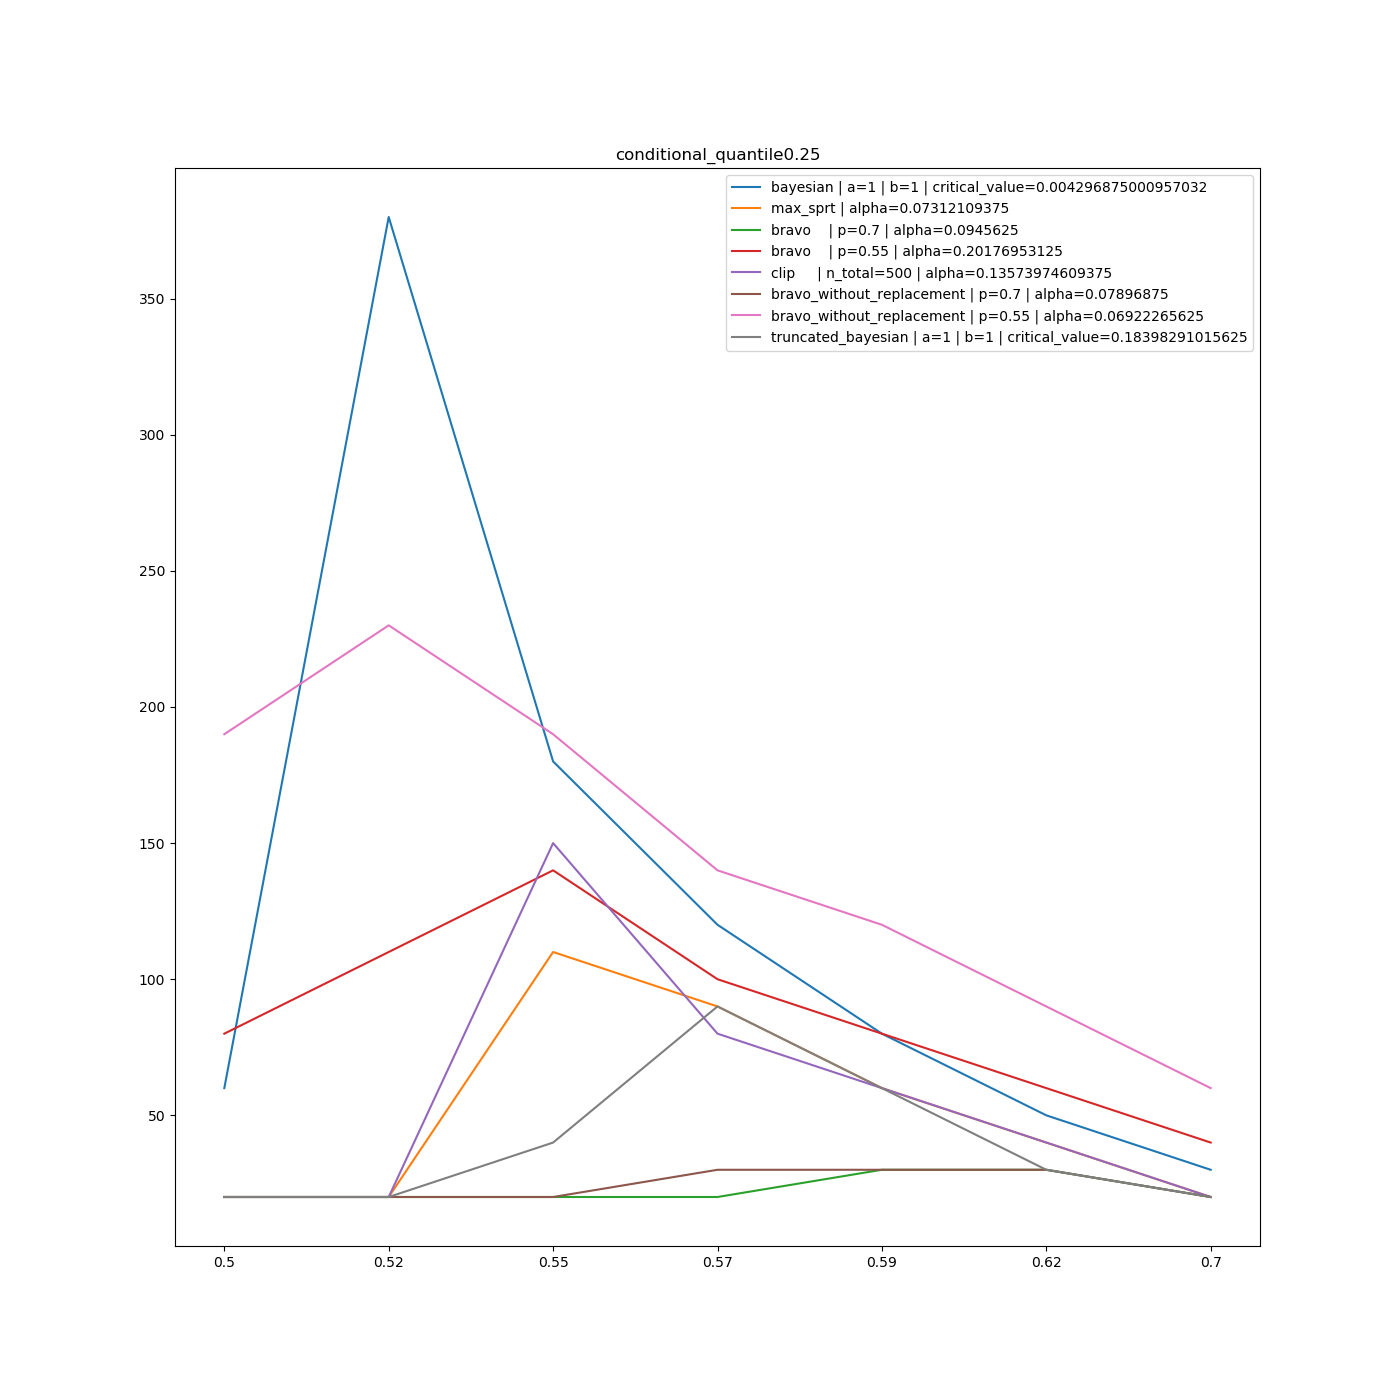 conditional_quantile0.25
bayesian | a=1 | b=1 | critical_value=0.004296875000957032
max_sprt | alpha=0.07312109375
bravo    | p=0.7 | alpha=0.0945625
bravo    | p=0.55 | alpha=0.20176953125
clip     | n_total=500 | alpha=0.13573974609375
bravo_without_replacement | p=0.7 | alpha=0.07896875
bravo_without_replacement | p=0.55 | alpha=0.06922265625
truncated_bayesian | a=1 | b=1 | critical_value=0.18398291015625
350
300
250
200
150
100
50
0.5 0.52 0.55 0.57 0.59 0.62 0.7